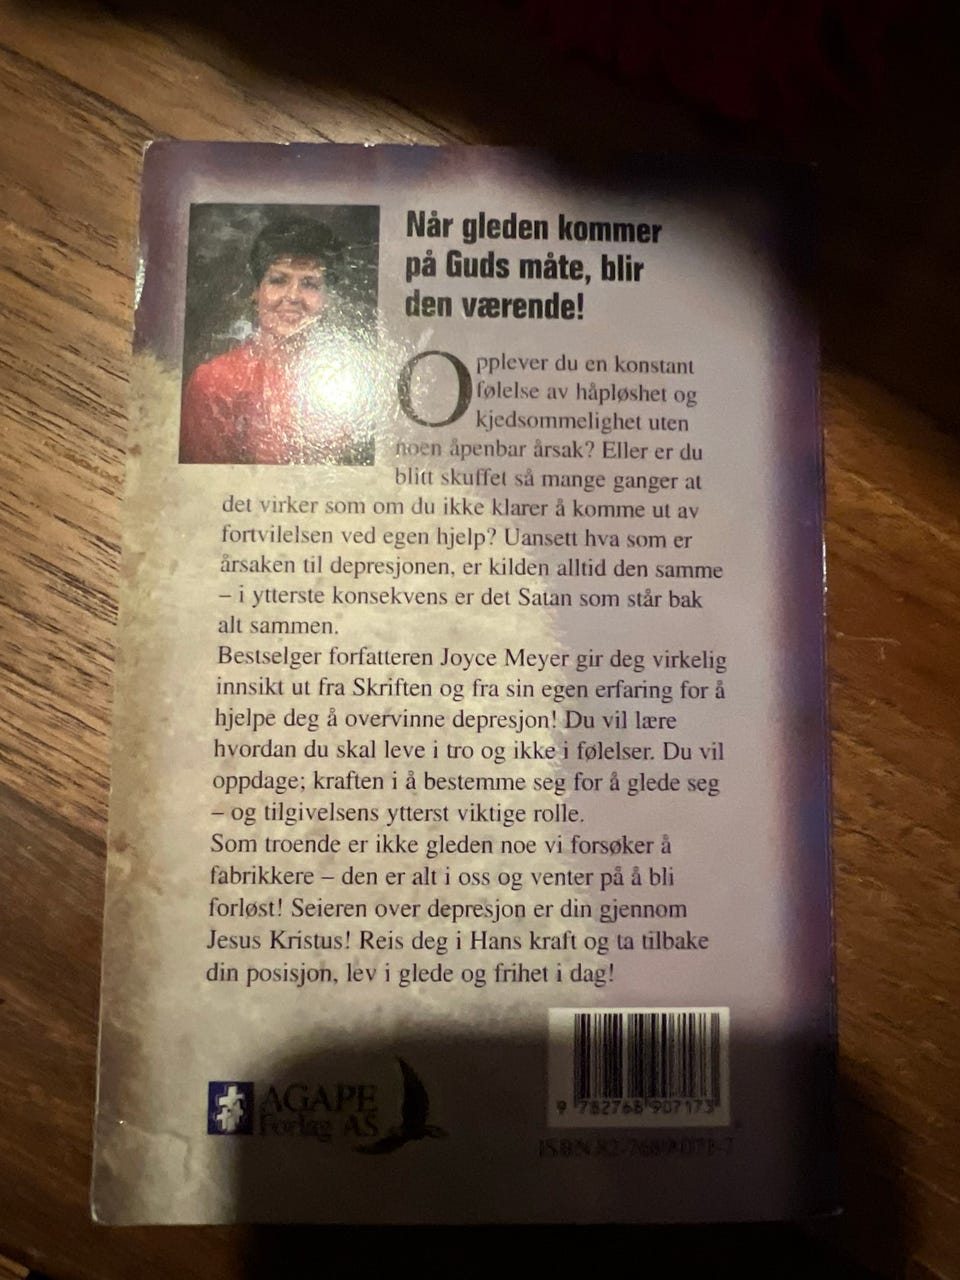 Når gleden kommer
på Guds måte, blir
den værende!
Opplever du en konstant
følelse av håpløshet og
kjedsommelighet uten
noen åpenbar årsak? Eller er du
blitt skuffet så mange ganger at
det virker som om du ikke klarer å komme ut av
fortvilelsen ved egen hjelp? Uansett hva som er
årsaken til depresjonen, er kilden alltid den samme
– i ytterste konsekvens er det Satan som står bak
alt sammen.
Bestselger forfatteren Joyce Meyer gir deg virkelig
innsikt ut fra Skriften og fra sin egen erfaring for å
hjelpe deg å overvinne depresjon! Du vil lære
hvordan du skal leve i tro og ikke i følelser. Du vil
oppdage; kraften i å bestemme seg for å glede seg
– og tilgivelsens ytterst viktige rolle.
Som troende er ikke gleden noe vi forsøker å
fabrikkere – den er alt i oss og venter på å bli
forløst! Seieren over depresjon er din gjennom
Jesus Kristus! Reis deg i Hans kraft og ta tilbake
din posisjon, lev i glede og frihet i dag!
AGAPE
Forlag AS
9 782768 907173
ISBN